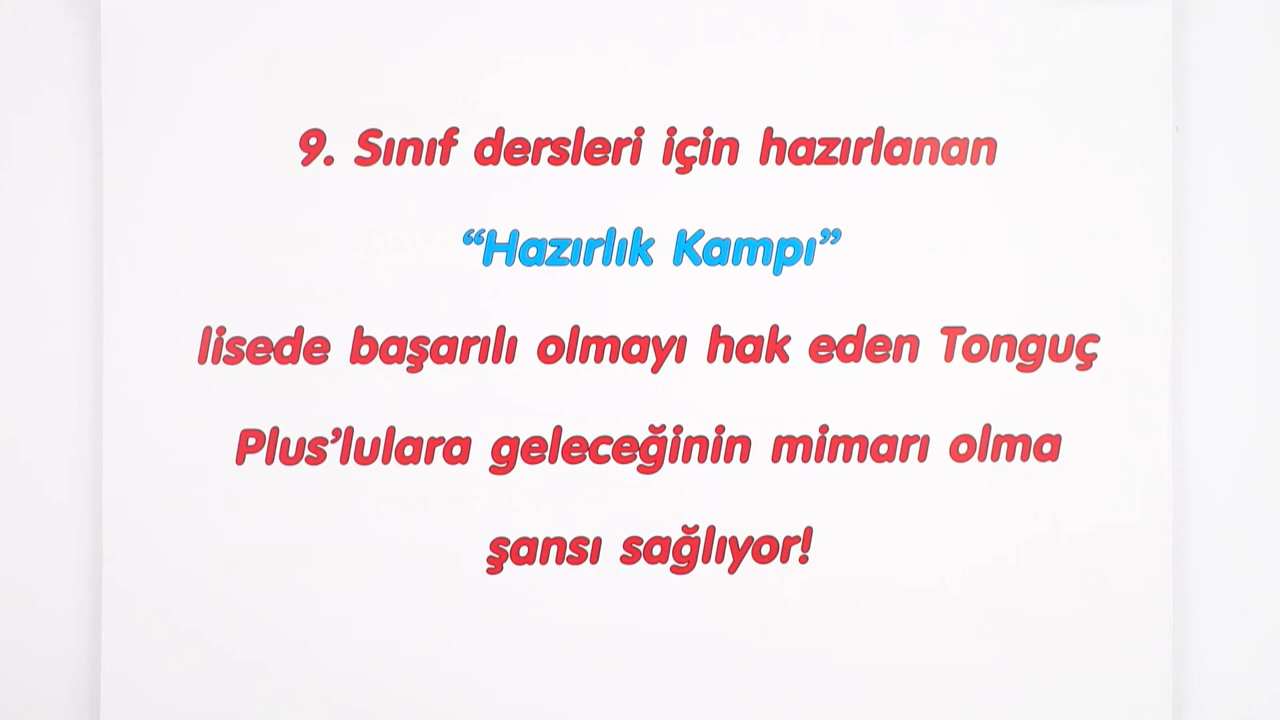 9. Sınıf dersleri için hazırlanan
“Hazırlık Kampı”
lisede başarılı olmayı hak eden Tonguç
Plus’lulara geleceğinin mimarı olma
şansı sağlıyor!